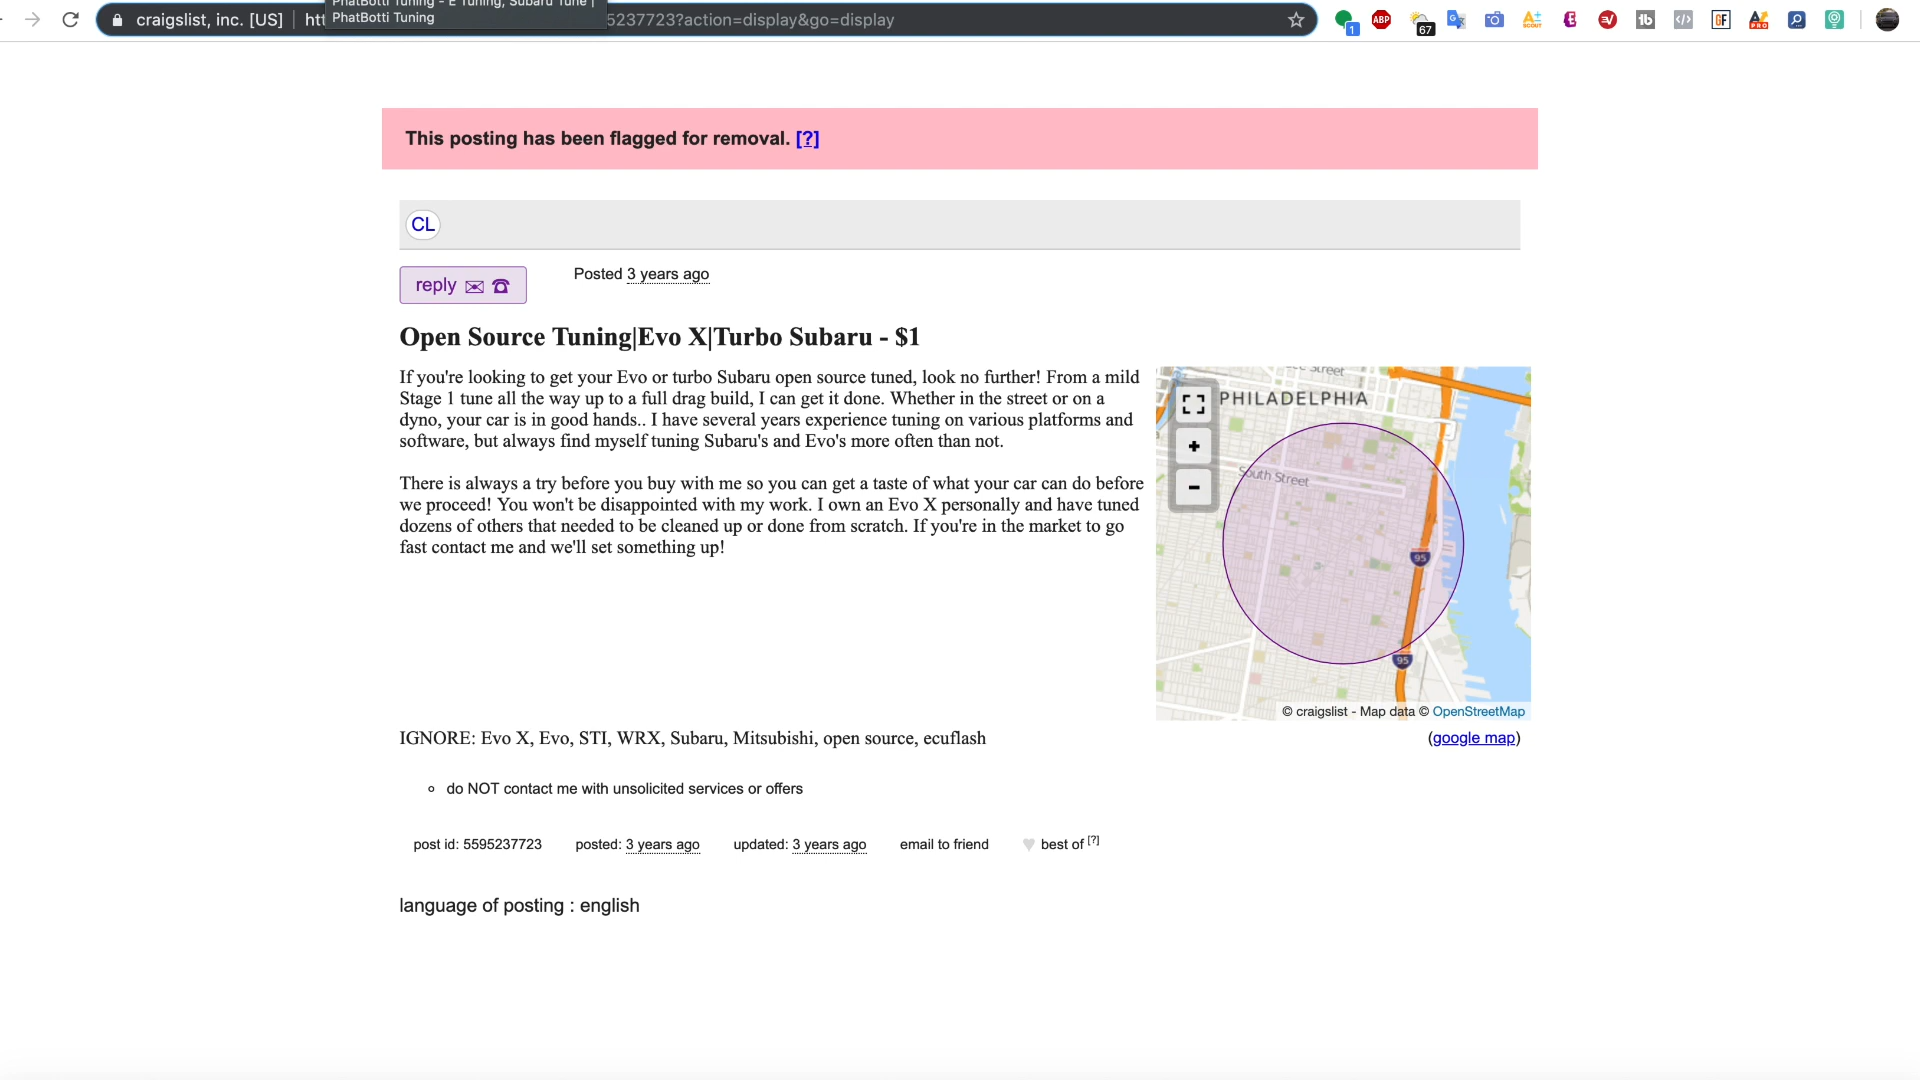 PhatBotti Tuning - E Tuning, Subaru Tune |
PhatBotti Tuning
craigslist, inc. [US] | htt 5237723?action=display&go=display
1
ABP
67
This posting has been flagged for removal. [?]
CL
reply
Posted 3 years ago
Open Source Tuning|Evo X|Turbo Subaru - $1
If you're looking to get your Evo or turbo Subaru open source tuned, look no further! From a mild
Stage 1 tune all the way up to a full drag build, I can get it done. Whether in the street or on a
dyno, your car is in good hands.. I have several years experience tuning on various platforms and
software, but always find myself tuning Subaru's and Evo's more often than not.
There is always a try before you buy with me so you can get a taste of what your car can do before
we proceed! You won't be disappointed with my work. I own an Evo X personally and have tuned
dozens of others that needed to be cleaned up or done from scratch. If you're in the market to go
fast contact me and we'll set something up!
Street
PHILADELPHIA
+
South Street
-
95
95
© craigslist - Map data © OpenStreetMap
(google map)
IGNORE: Evo X, Evo, STI, WRX, Subaru, Mitsubishi, open source, ecuflash
do NOT contact me with unsolicited services or offers
post id: 5595237723 posted: 3 years ago updated: 3 years ago email to friend ♥ best of [?]
language of posting : english